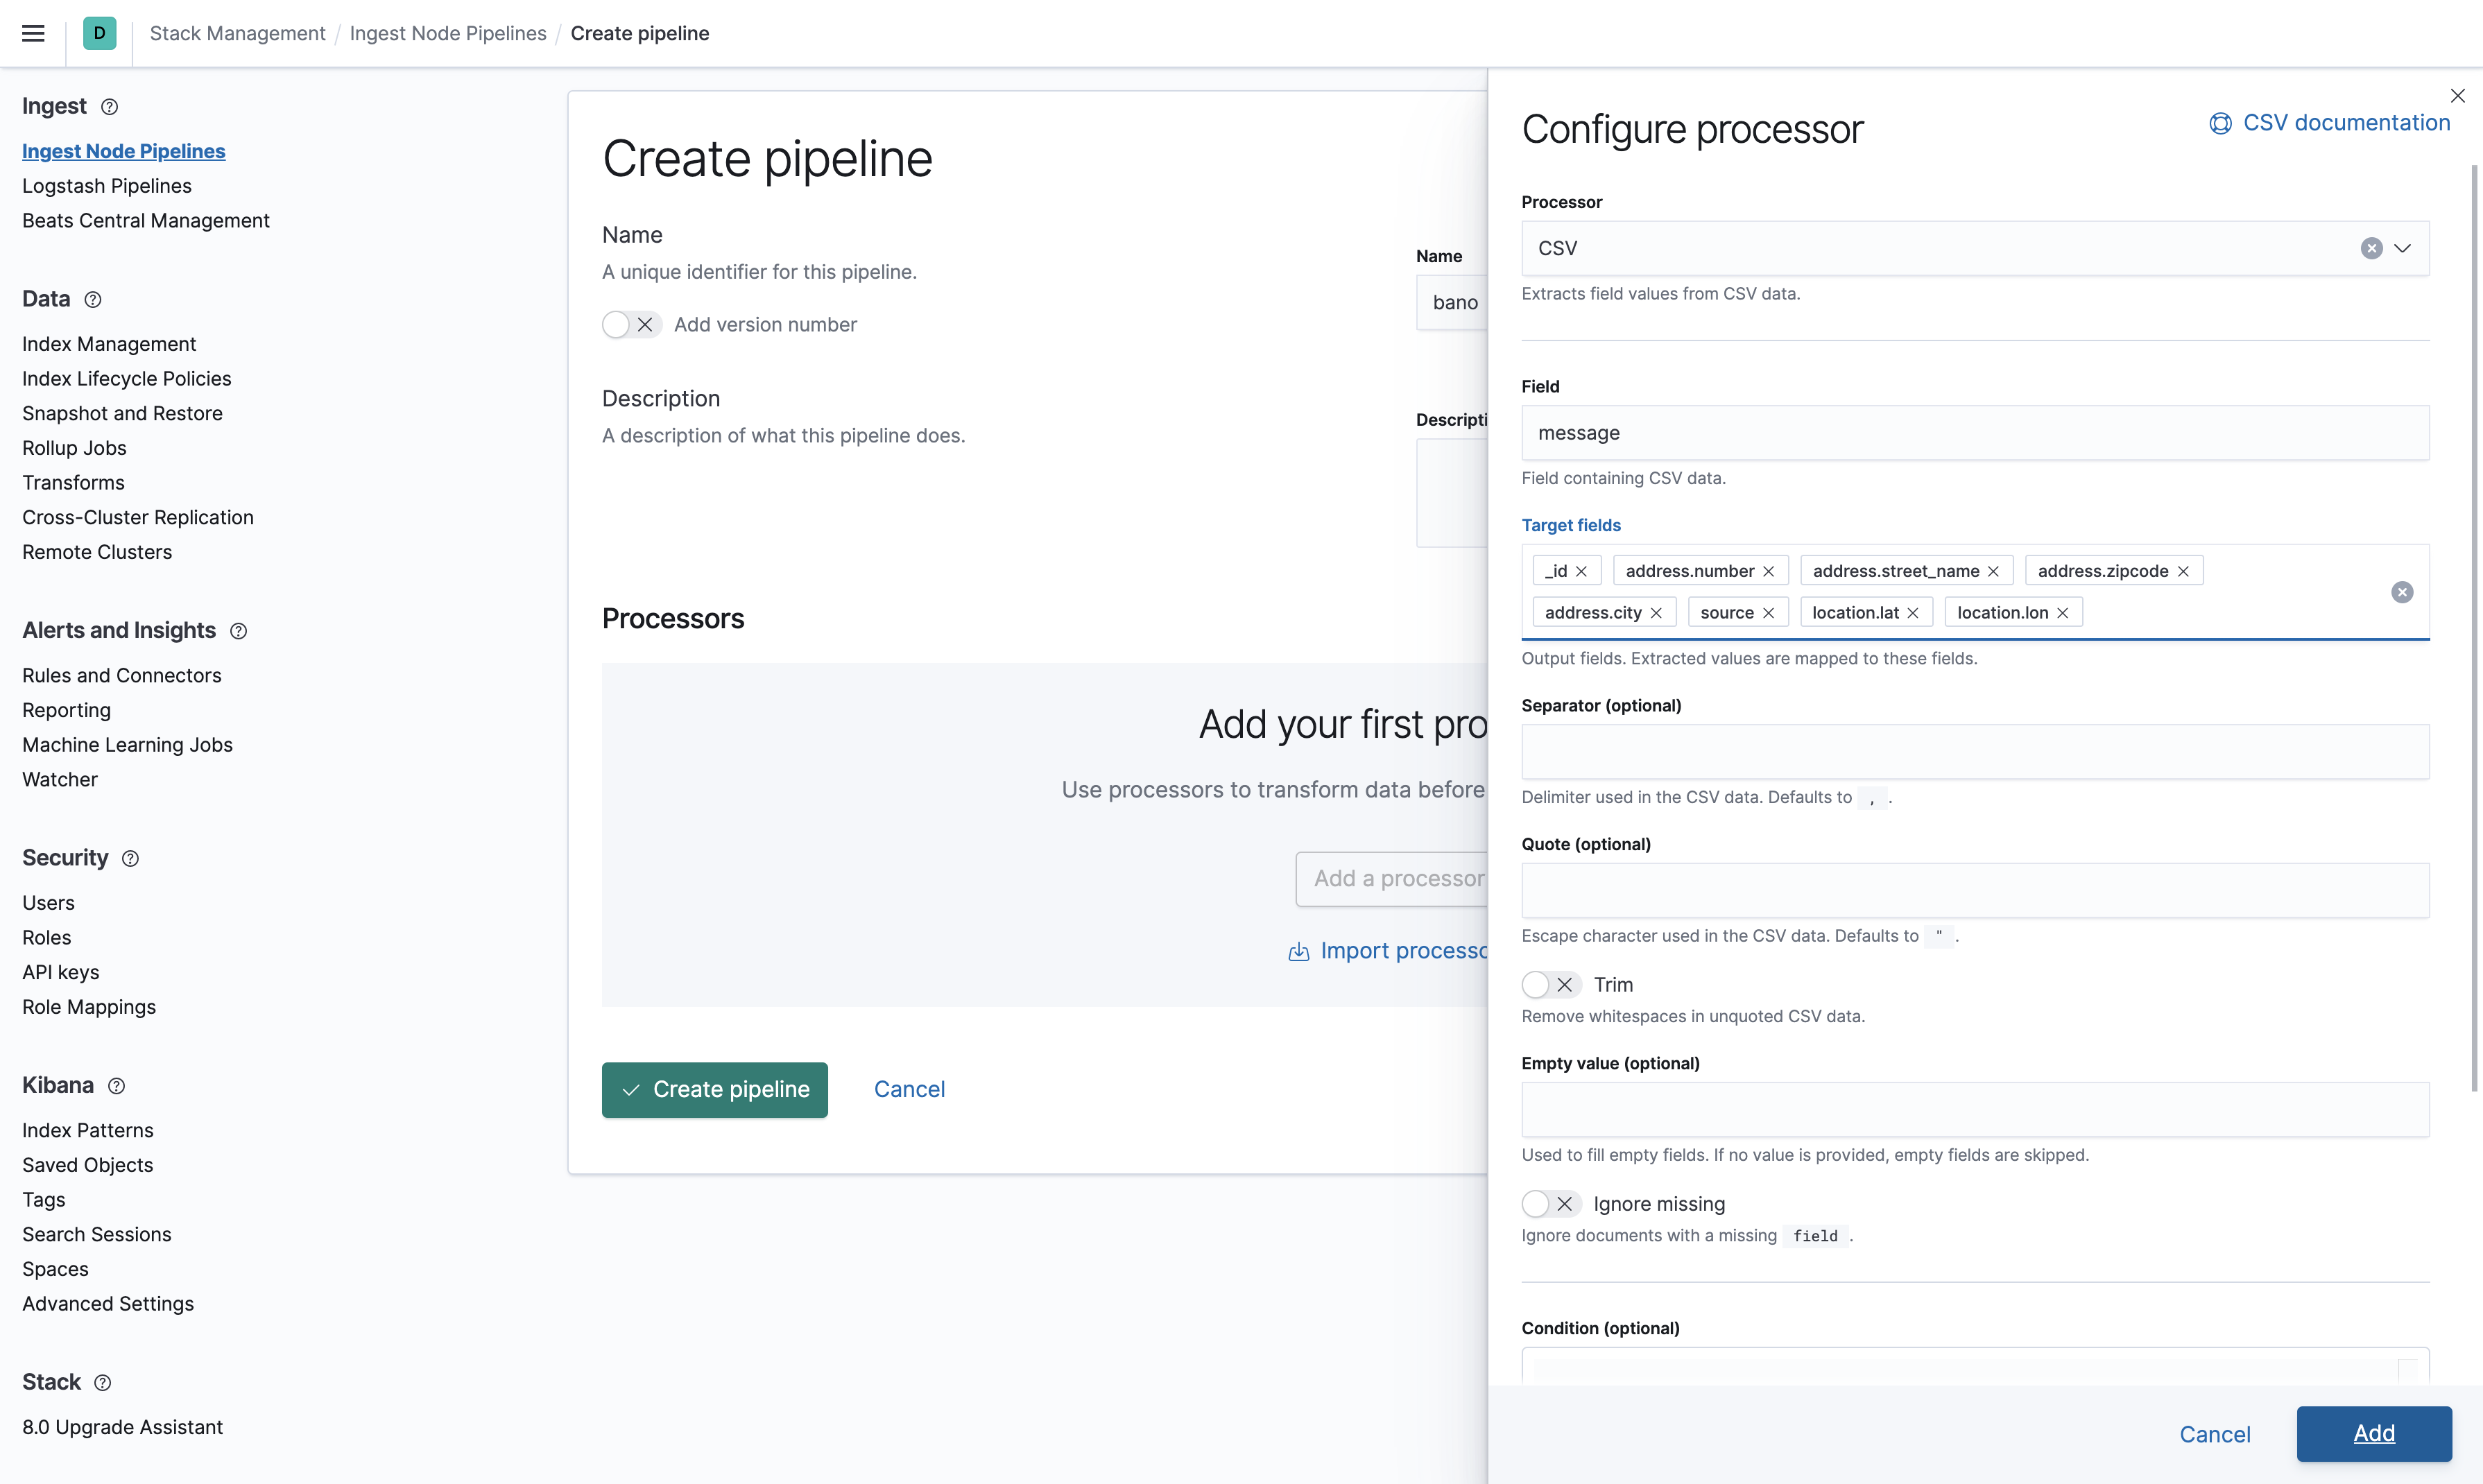 D
Stack Management / Ingest Node Pipelines / Create pipeline
Ingest
Ingest Node Pipelines
Logstash Pipelines
Beats Central Management
Data
Index Management
Index Lifecycle Policies
Snapshot and Restore
Rollup Jobs
Transforms
Cross-Cluster Replication
Remote Clusters
Alerts and Insights
Rules and Connectors
Reporting
Machine Learning Jobs
Watcher
Security
Users
Roles
API keys
Role Mappings
Kibana
Index Patterns
Saved Objects
Tags
Search Sessions
Spaces
Advanced Settings
Stack
8.0 Upgrade Assistant
Create pipeline
Name
A unique identifier for this pipeline.
Add version number
Name
bano
Description
A description of what this pipeline does.
Descripti
Processors
Add your first pro
Use processors to transform data before
Add a processor
Import processo
Create pipeline
Cancel
Configure processor
CSV documentation
Processor
CSV
Extracts field values from CSV data.
Field
message
Field containing CSV data.
Target fields
_id address.number address.street_name address.zipcode
address.city source location.lat location.lon
Output fields. Extracted values are mapped to these fields.
Separator (optional)
Delimiter used in the CSV data. Defaults to , .
Quote (optional)
Escape character used in the CSV data. Defaults to " .
Trim
Remove whitespaces in unquoted CSV data.
Empty value (optional)
Used to fill empty fields. If no value is provided, empty fields are skipped.
Ignore missing
Ignore documents with a missing field .
Condition (optional)
Cancel
Add